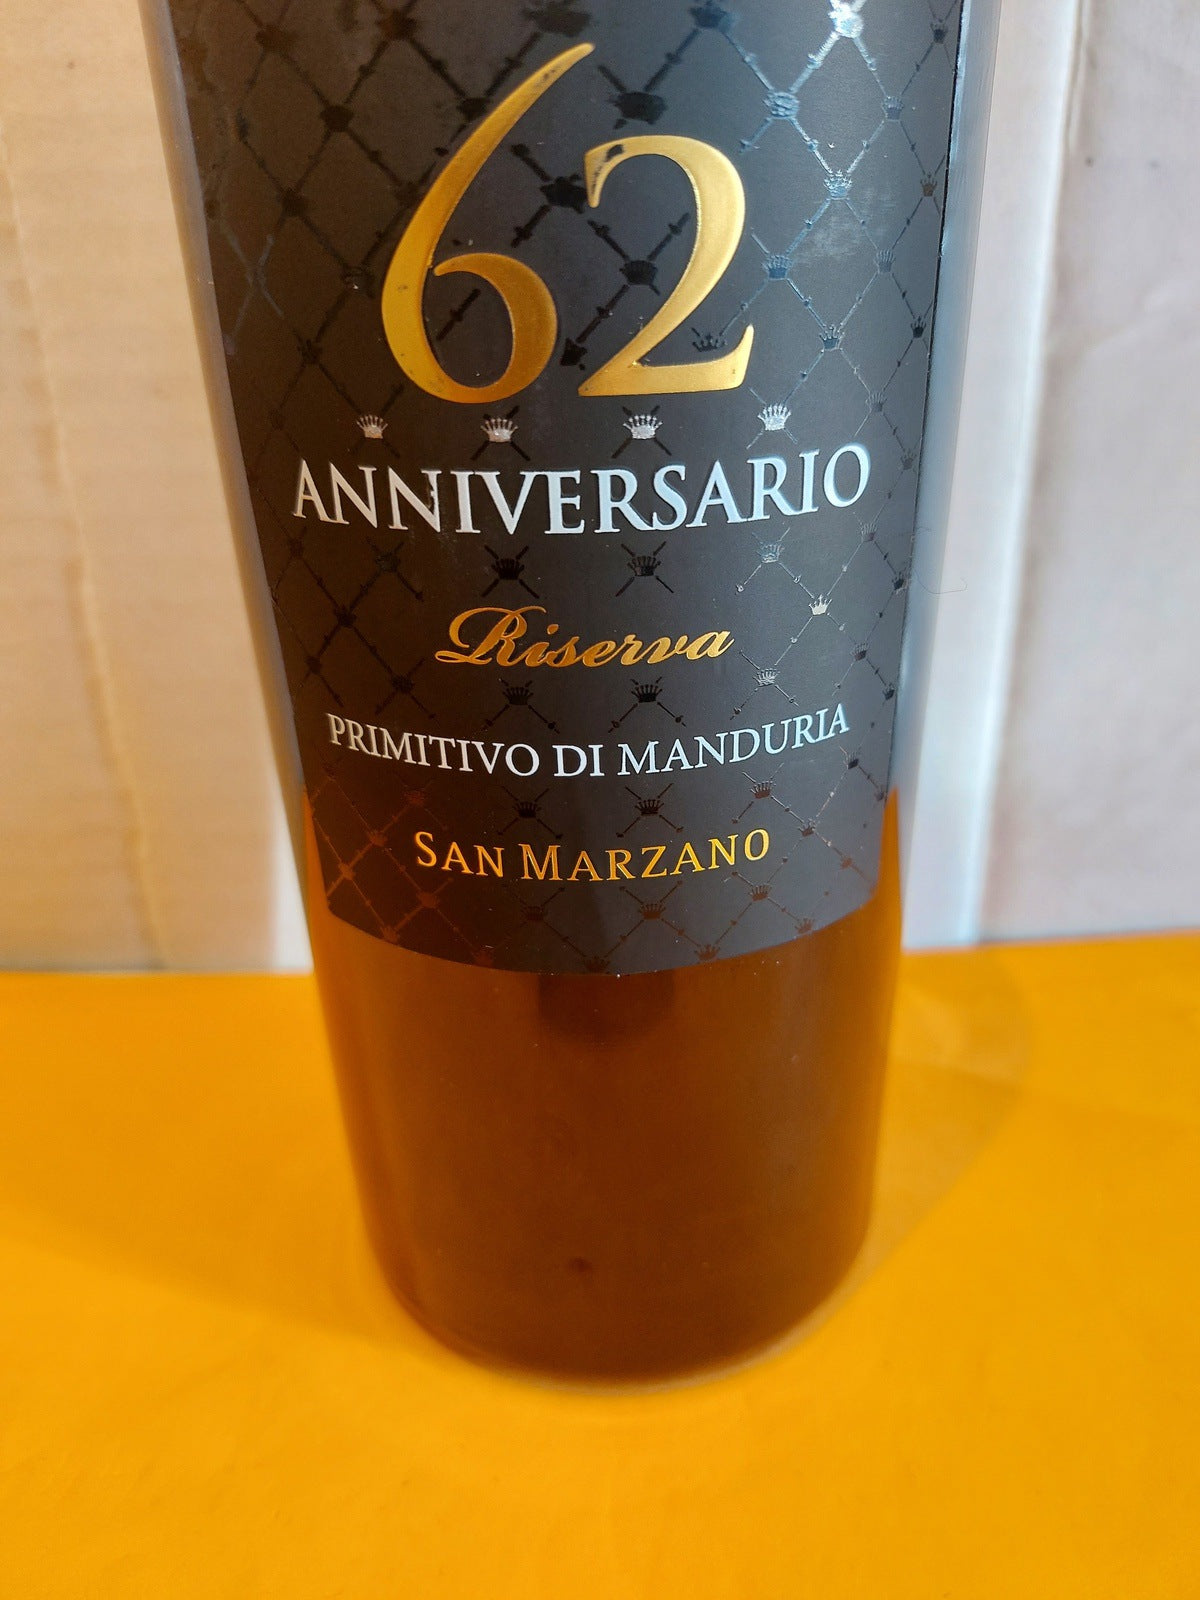 62
ANNIVERSARIO
Riserva
PRIMITIVO DI MANDURIA
SAN MARZANO